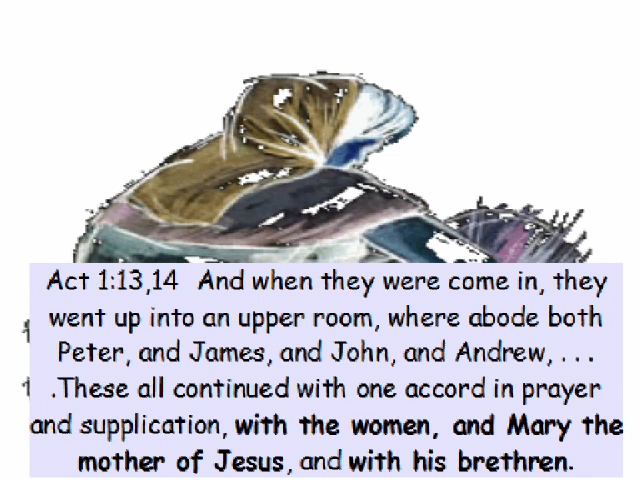 Act 1:13,14 And when they were come in, they
went up into an upper room, where abode both
Peter, and James, and John, and Andrew, . . .
.These all continued with one accord in prayer
and supplication, with the women, and Mary the
mother of Jesus, and with his brethren.